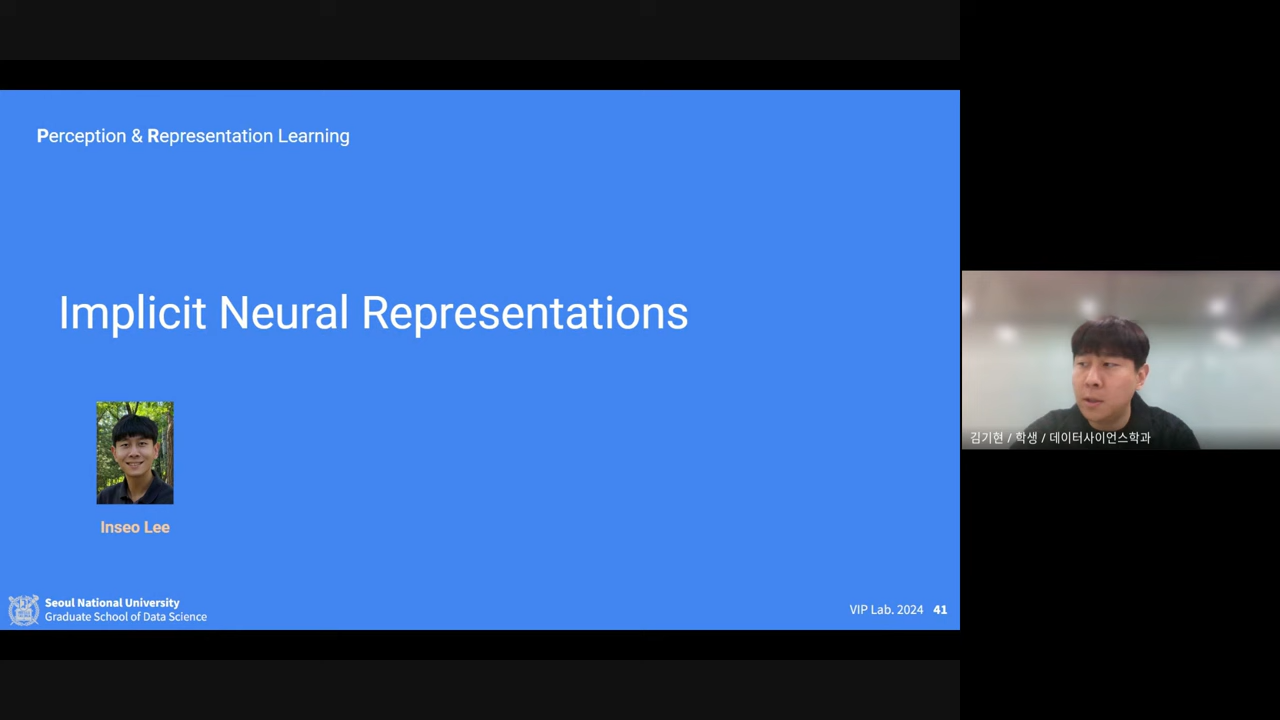 Perception & Representation Learning
Implicit Neural Representations
Inseo Lee
Seoul National University
Graduate School of Data Science
VIP Lab. 2024 41
김기현 / 학생 / 데이터사이언스학과